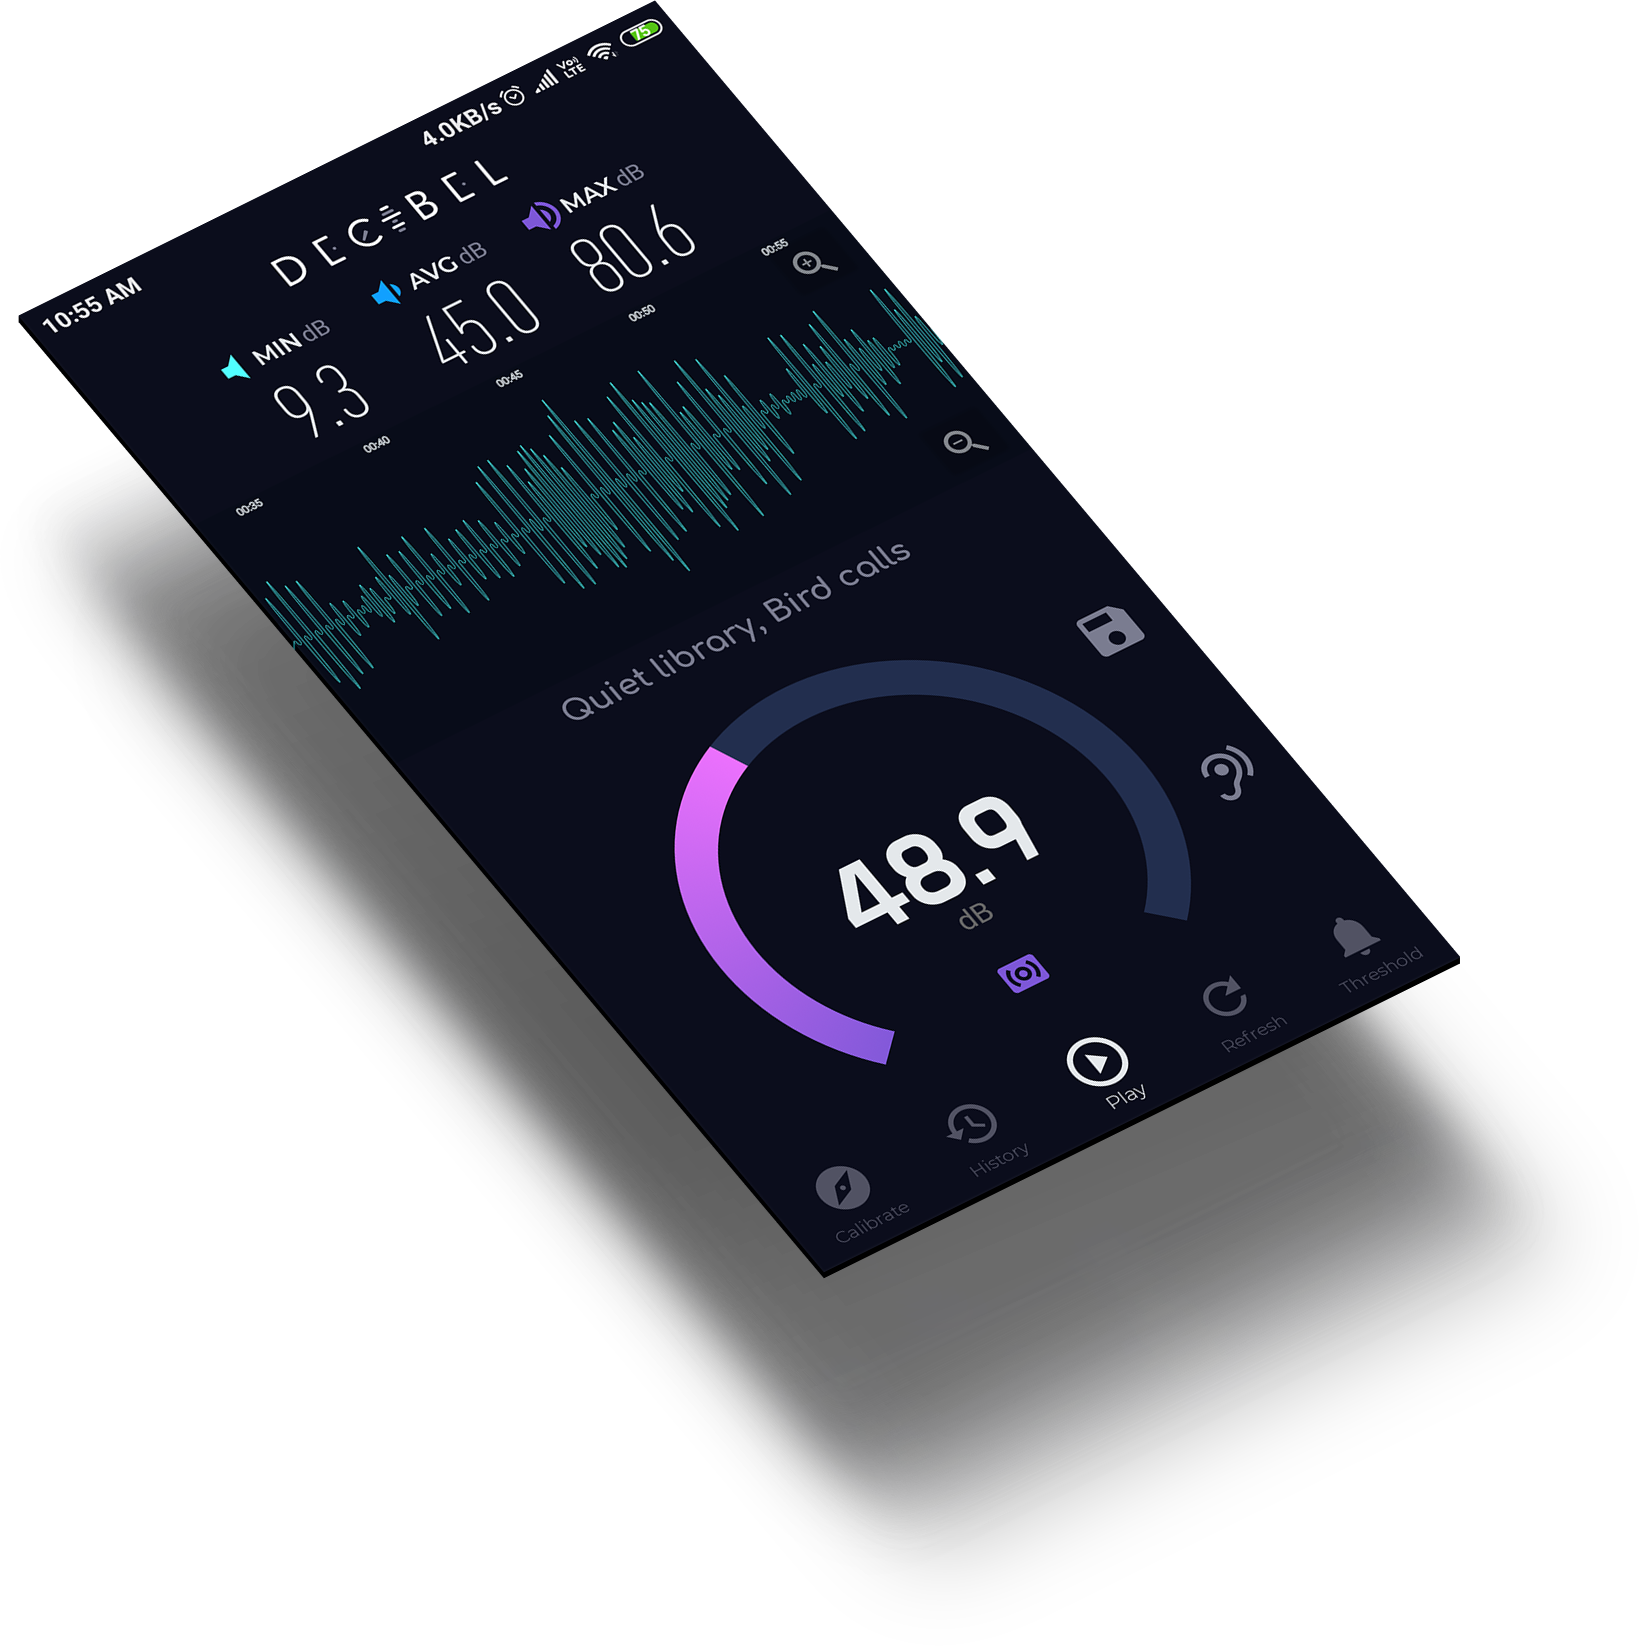 10:55 AM 4.0KB/s VoLTE 75
DECIBEL
MIN dB AVG dB MAX dB
9.3 45.0 80.6
00:35 00:40 00:45 00:50 00:55
Quiet library, Bird calls
48.9
dB
Calibrate History Play Refresh Threshold